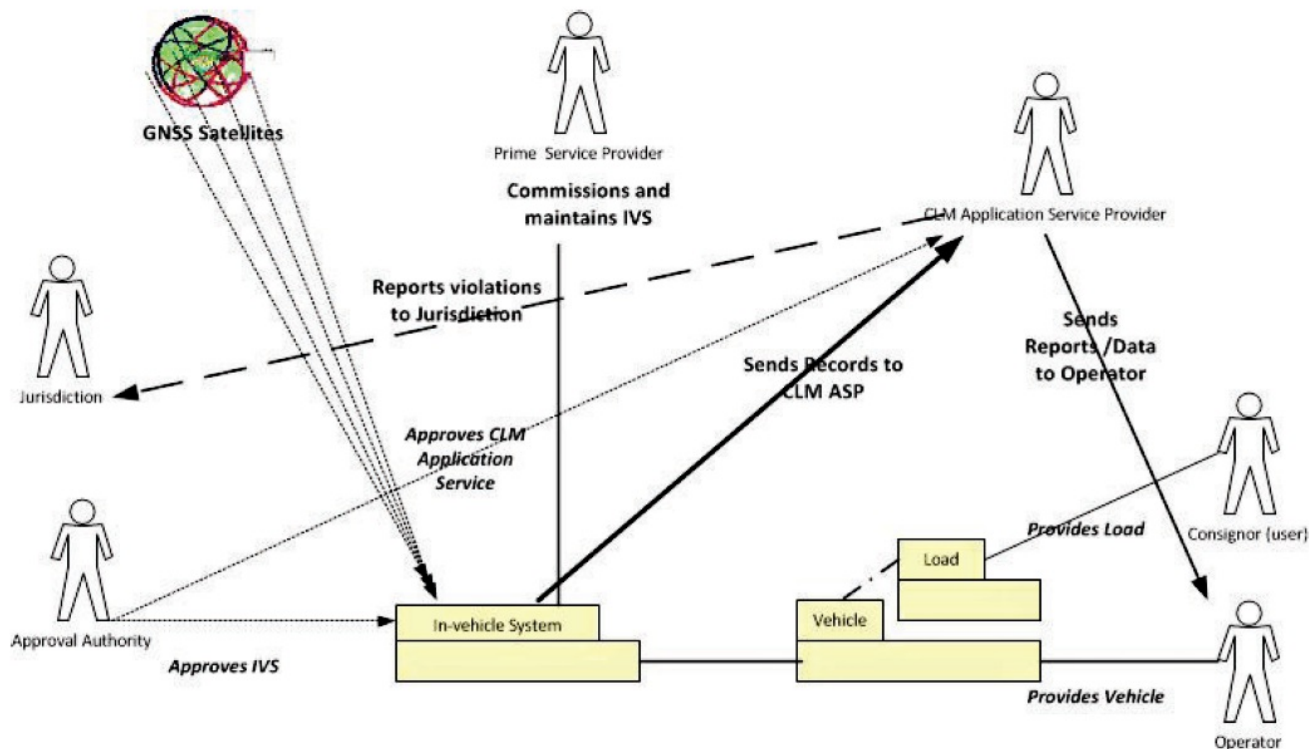 GNSS Satellites
Prime Service Provider
Commissions and
maintains IVS
CLM Application Service Provider
Reports violations
to Jurisdiction
Jurisdiction
Sends
Reports /Data
to Operator
Sends Records to
CLM ASP
Approves CLM
Application
Service
Provides Load
Consignor (user)
Load
Approval Authority
In-vehicle System
Vehicle
Approves IVS
Provides Vehicle
Operator